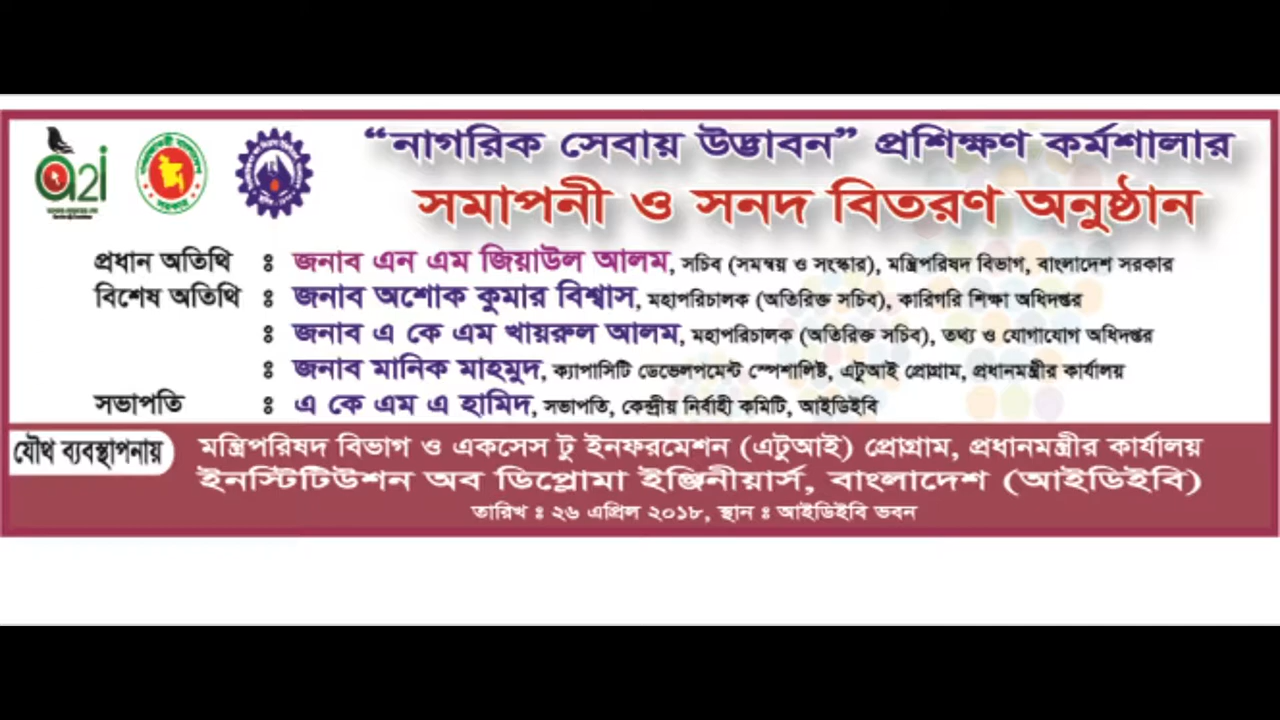 a2i
“নাগরিক সেবায় উদ্ভাবন” প্রশিক্ষণ কর্মশালার
সমাপনী ও সনদ বিতরণ অনুষ্ঠান
প্রধান অতিথি : জনাব এন এম জিয়াউল আলম, সচিব (সমন্বয় ও সংস্কার), মন্ত্রিপরিষদ বিভাগ, বাংলাদেশ সরকার
বিশেষ অতিথি : জনাব অশোক কুমার বিশ্বাস, মহাপরিচালক (অতিরিক্ত সচিব), কারিগরি শিক্ষা অধিদপ্তর
: জনাব এ কে এম খায়রুল আলম, মহাপরিচালক (অতিরিক্ত সচিব), তথ্য ও যোগাযোগ অধিদপ্তর
: জনাব মানিক মাহমুদ, ক্যাপাসিটি ডেভেলপমেন্ট স্পেশালিষ্ট, এটুআই প্রোগ্রাম, প্রধানমন্ত্রীর কার্যালয়
সভাপতি : এ কে এম এ হামিদ, সভাপতি, কেন্দ্রীয় নির্বাহী কমিটি, আইডিইবি
যৌথ ব্যবস্থাপনায় মন্ত্রিপরিষদ বিভাগ ও একসেস টু ইনফরমেশন (এটুআই) প্রোগ্রাম, প্রধানমন্ত্রীর কার্যালয়
ইনস্টিটিউশন অব ডিপ্লোমা ইঞ্জিনীয়ার্স, বাংলাদেশ (আইডিইবি)
তারিখ : ২৬ এপ্রিল ২০১৮, স্থান : আইডিইবি ভবন